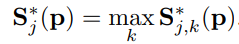 S*_j(p) = max_k S*_{j,k}(p).